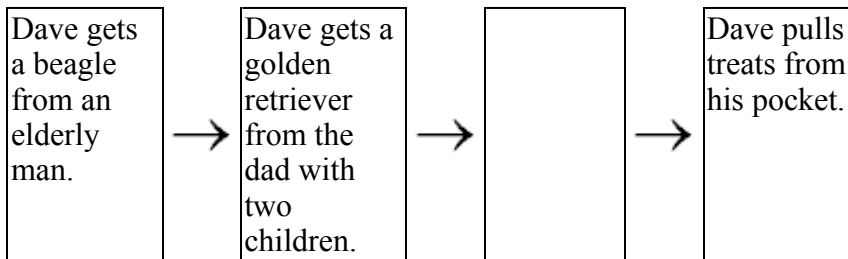 Dave gets
a beagle
from an
elderly
man.
Dave gets a
golden
retriever
from the
dad with
two
children.
Dave pulls
treats from
his pocket.